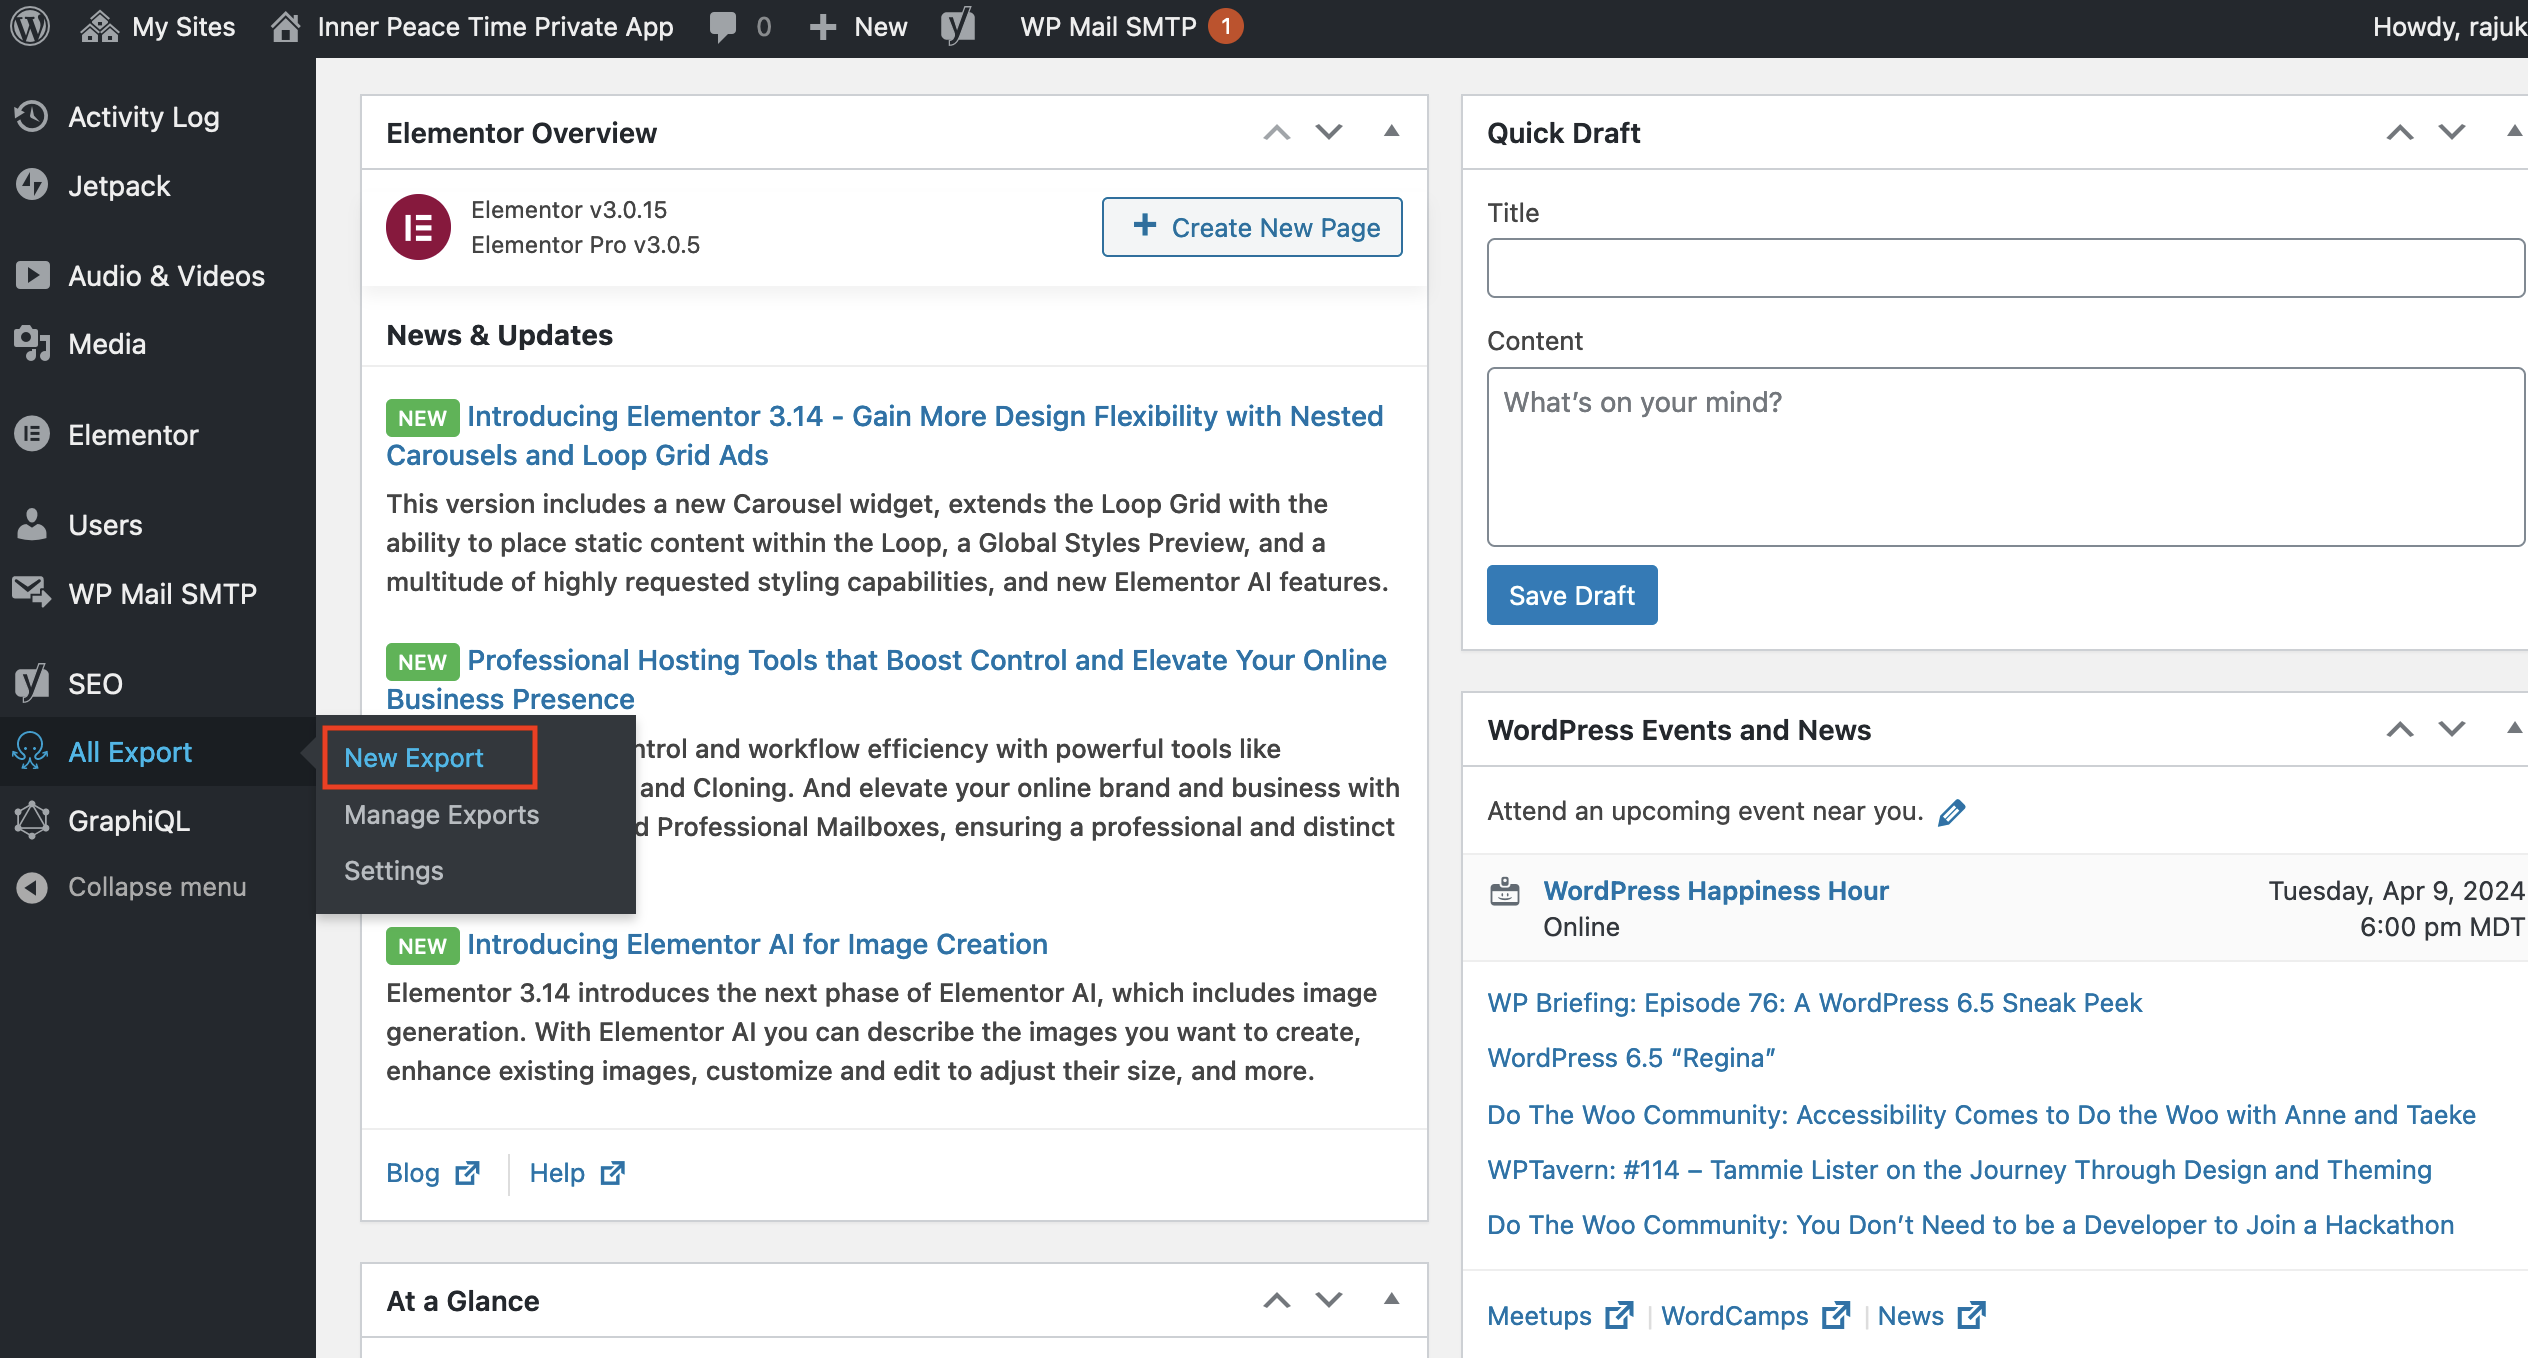 My Sites
Inner Peace Time Private App
0
New
WP Mail SMTP 1
Howdy, rajuk
Activity Log
Jetpack
Audio & Videos
Media
Elementor
Users
WP Mail SMTP
SEO
All Export
GraphiQL
Collapse menu
New Export
Manage Exports
Settings
Elementor Overview
Elementor v3.0.15
Elementor Pro v3.0.5
Create New Page
News & Updates
NEW Introducing Elementor 3.14 - Gain More Design Flexibility with Nested
Carousels and Loop Grid Ads
This version includes a new Carousel widget, extends the Loop Grid with the
ability to place static content within the Loop, a Global Styles Preview, and a
multitude of highly requested styling capabilities, and new Elementor AI features.
NEW Professional Hosting Tools that Boost Control and Elevate Your Online
Business Presence
and workflow efficiency with powerful tools like
and Cloning. And elevate your online brand and business with
Professional Mailboxes, ensuring a professional and distinct
NEW Introducing Elementor AI for Image Creation
Elementor 3.14 introduces the next phase of Elementor AI, which includes image
generation. With Elementor AI you can describe the images you want to create,
enhance existing images, customize and edit to adjust their size, and more.
Blog
Help
At a Glance
Quick Draft
Title
Content
What's on your mind?
Save Draft
WordPress Events and News
Attend an upcoming event near you.
WordPress Happiness Hour
Online
Tuesday, Apr 9, 2024
6:00 pm MDT
WP Briefing: Episode 76: A WordPress 6.5 Sneak Peek
WordPress 6.5 “Regina”
Do The Woo Community: Accessibility Comes to Do the Woo with Anne and Taeke
WPTavern: #114 – Tammie Lister on the Journey Through Design and Theming
Do The Woo Community: You Don’t Need to be a Developer to Join a Hackathon
Meetups | WordCamps | News